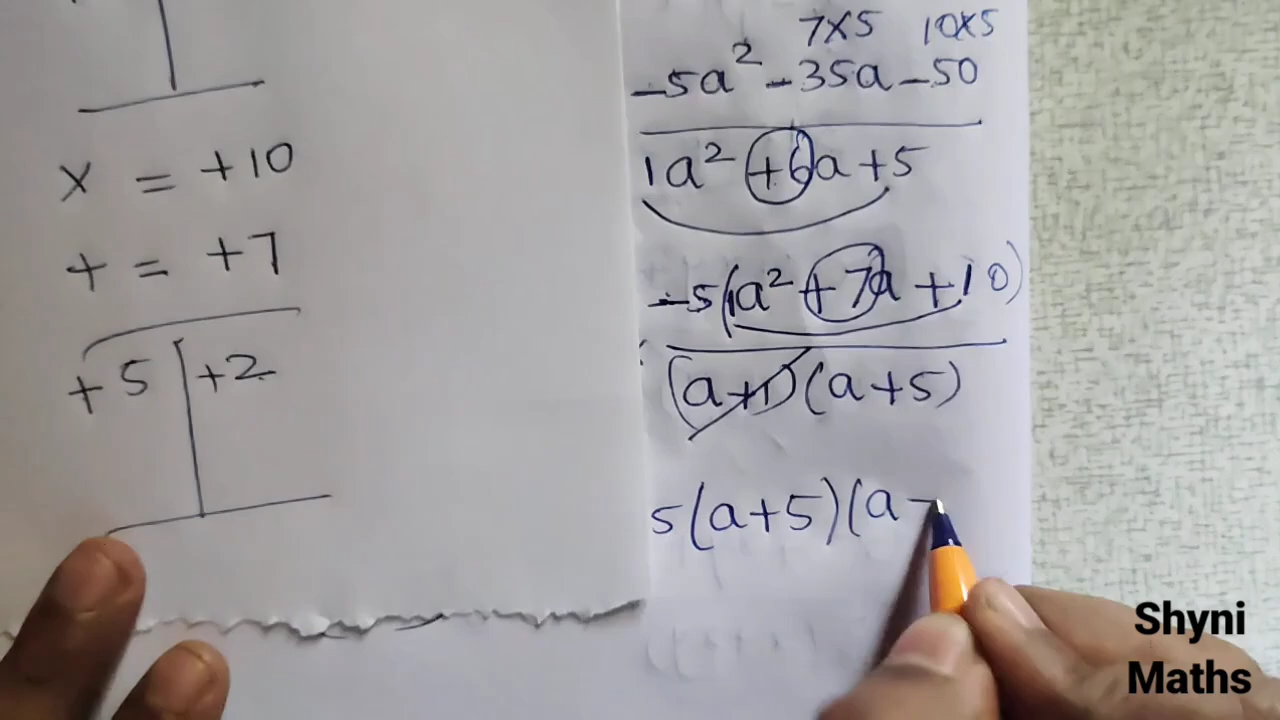 x = +10
+ = +7
+5 | +2
7×5 10×5
-5a² -35a -50
1a² +6a +5
-5(1a² +7a +10)
(a+1)(a+5)
5(a+5)(a
Shyni
Maths